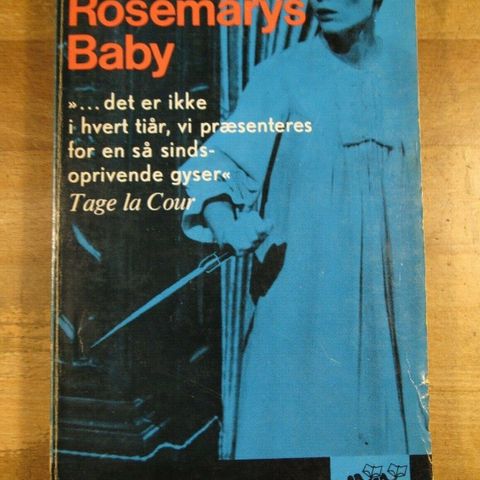 Rosemarys
Baby
»...det er ikke
i hvert tiår, vi præsenteres
for en så sinds-
oprivende gyser«
Tage la Cour